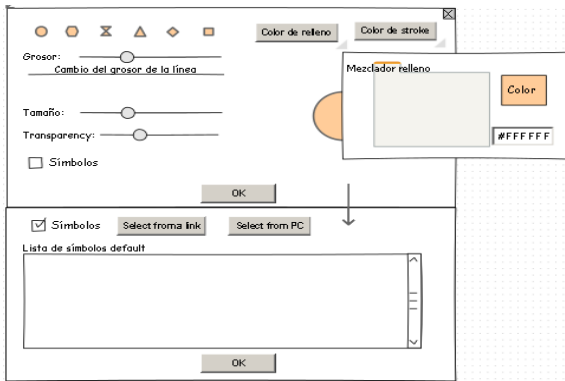 Color de relleno
Color de stroke
Grosor:
Cambio del grosor de la línea
Mezclador relleno
Color
Tamaño:
Transparency:
#FFFFFF
Símbolos
OK
Símbolos
Select froma link
Select from PC
Lista de símbolos default
OK